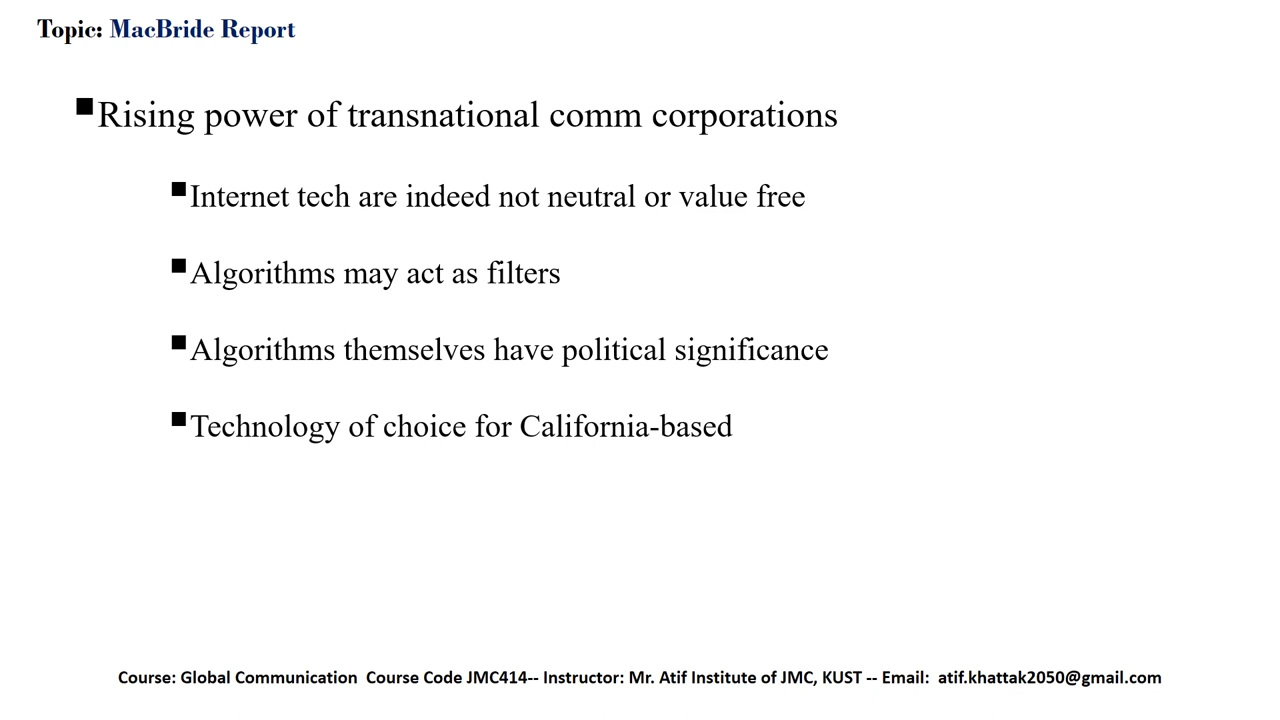 Topic: MacBride Report
▪Rising power of transnational comm corporations
▪Internet tech are indeed not neutral or value free
▪Algorithms may act as filters
▪Algorithms themselves have political significance
▪Technology of choice for California-based
Course: Global Communication  Course Code JMC414-- Instructor: Mr. Atif Institute of JMC, KUST -- Email:  atif.khattak2050@gmail.com